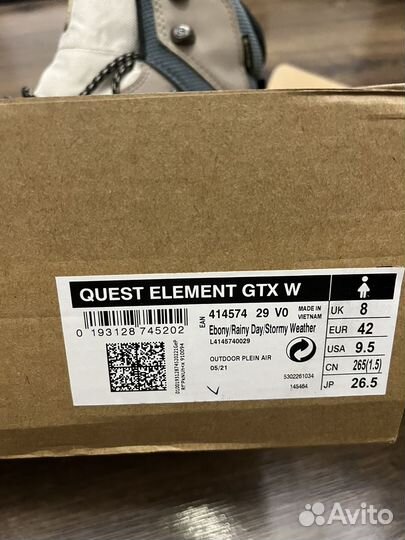 QUEST ELEMENT GTX W
0 193128 745202
EAN
414574 29 V0
MADE IN VIETNAM
Ebony/Rainy Day/Stormy Weather
L4145740029
OUTDOOR PLEIN AIR
05/21
5302261034
145464
UK 8
EUR 42
USA 9.5
CN 265(1.5)
JP 26.5
Avito